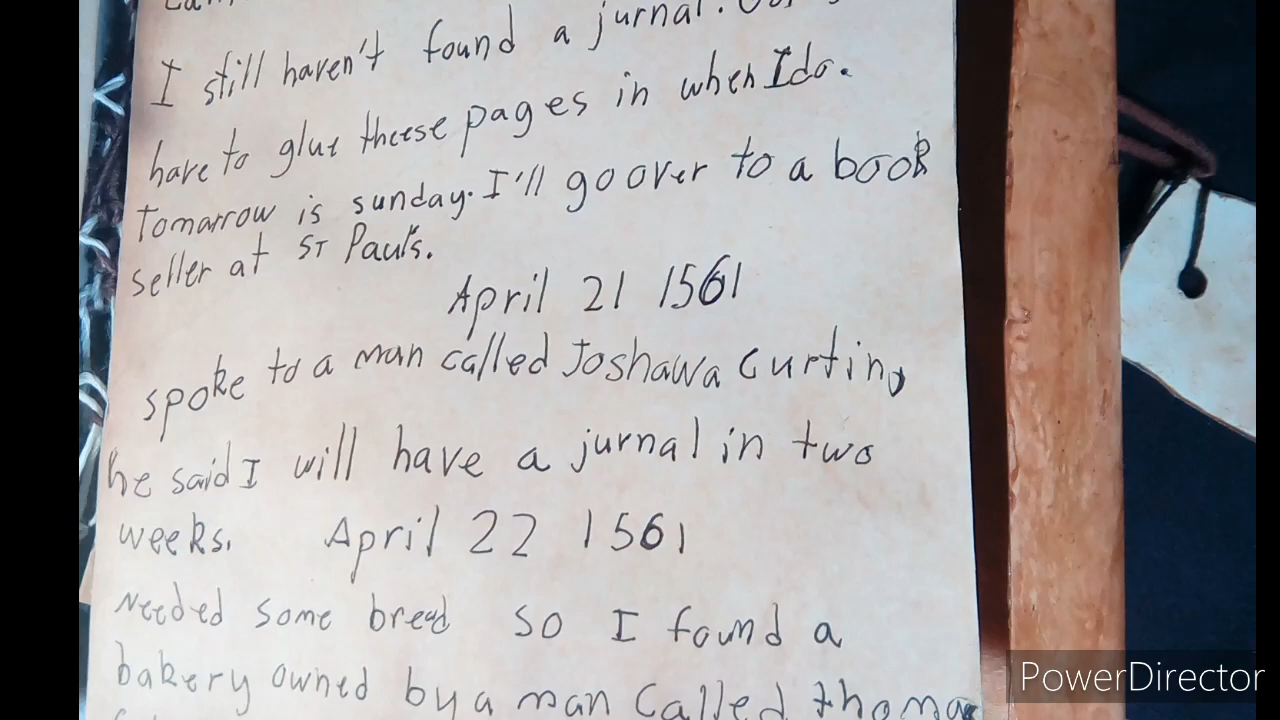 I still haven't found a jurnal.
have to glue theese pages in when I do.
tomarrow is sunday. I'll go over to a book
seller at ST Paul's.
April 21 1561
spoke to a man called Joshawa Curtin,
he said I will have a jurnal in two
weeks. April 22 1561
Needed some bread so I found a
bakery owned by a man called thomas
PowerDirector